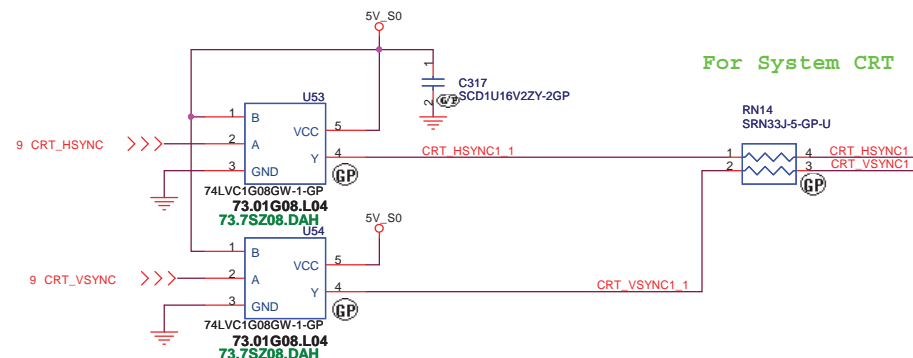 5V_S0
For System CRT
1
C317
SCD1U16V2ZY-2GP
2
G/P
U53
1 B
VCC 5
9 CRT_HSYNC
2 A
Y 4
CRT_HSYNC1_1
3 GND
GP
74LVC1G08GW-1-GP
73.01G08.L04
73.7SZ08.DAH
RN14
SRN33J-5-GP-U
1 4 CRT_HSYNC1
2 3 CRT_VSYNC1
GP
U54
5V_S0
1 B
VCC 5
9 CRT_VSYNC
2 A
Y 4
CRT_VSYNC1_1
3 GND
GP
74LVC1G08GW-1-GP
73.01G08.L04
73.7SZ08.DAH